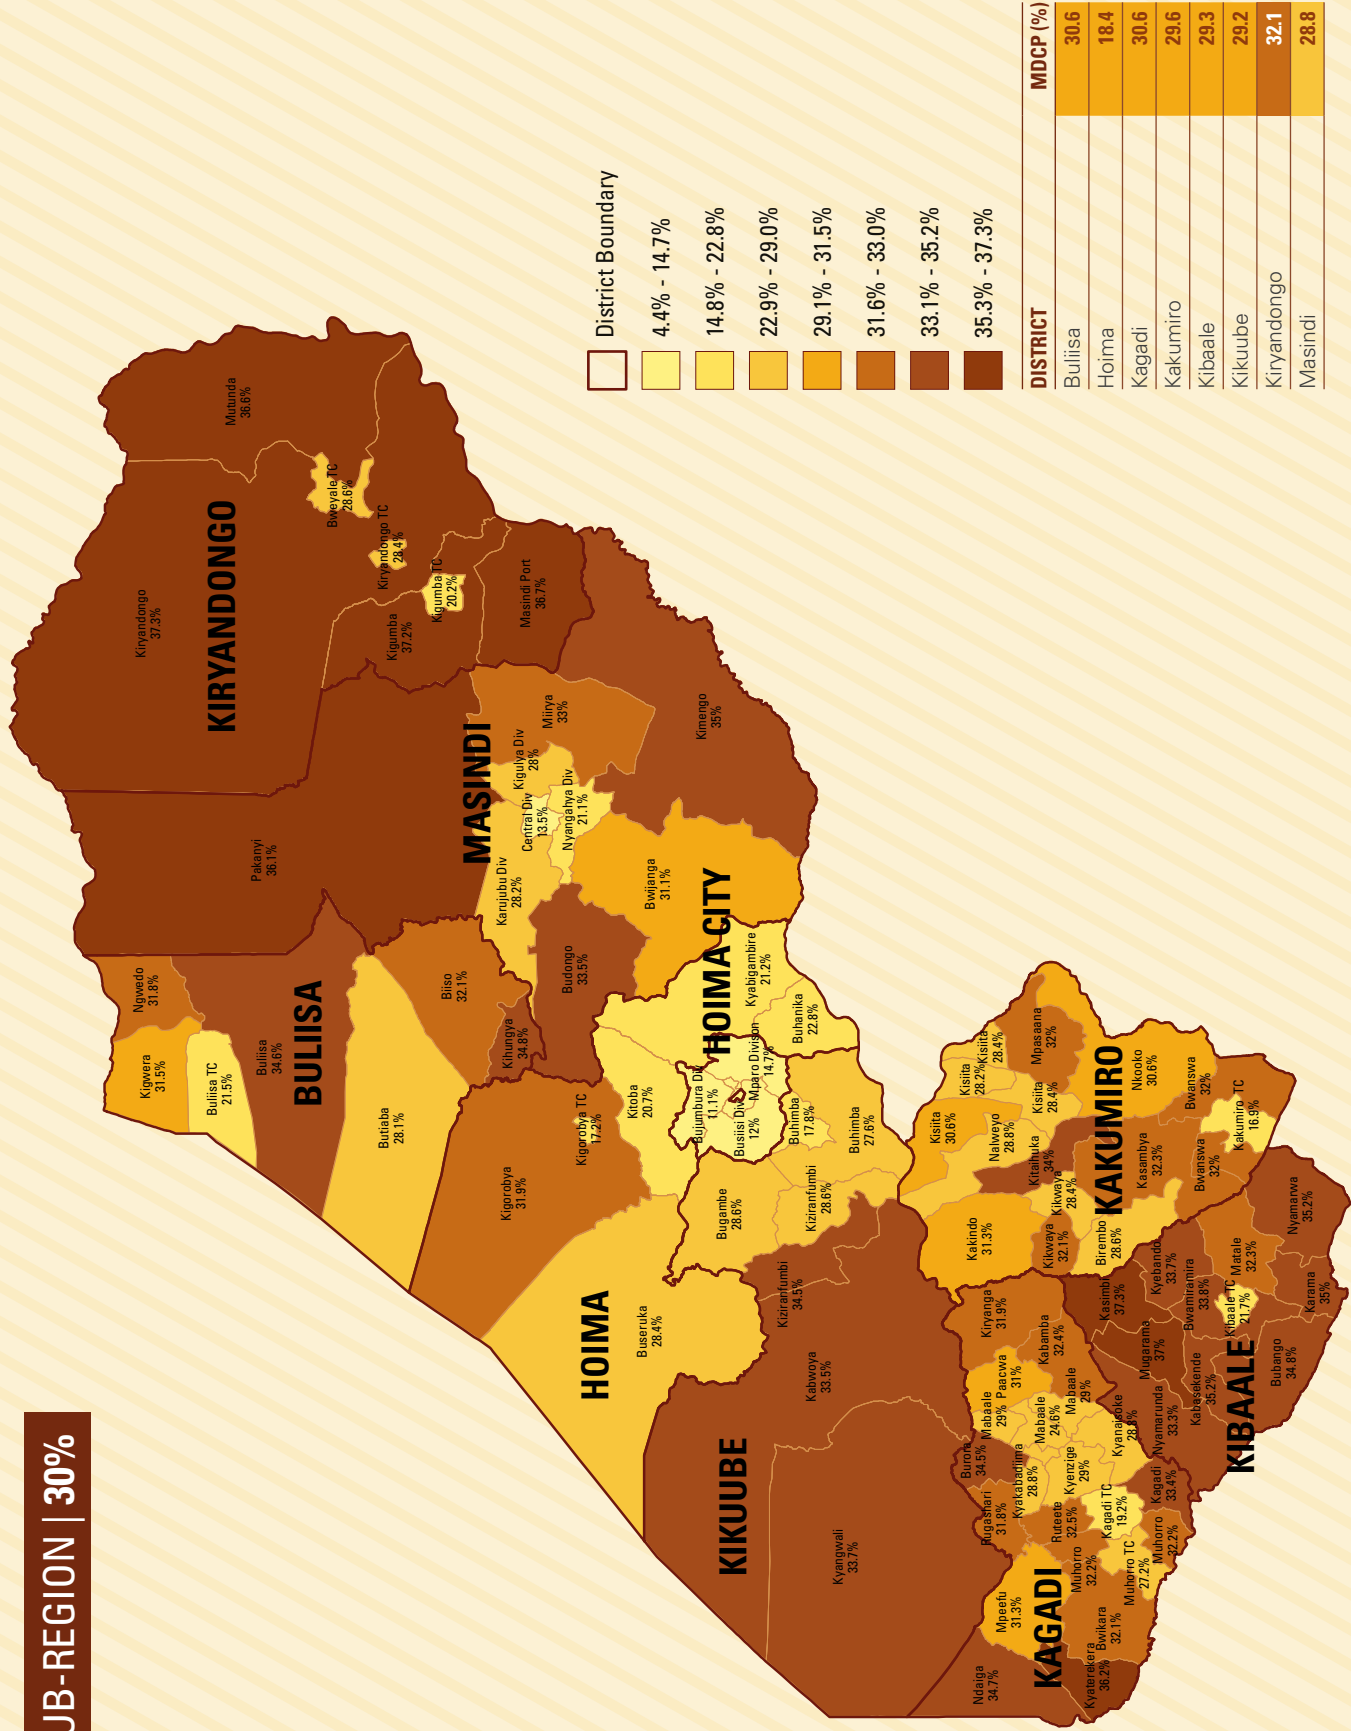 UB-REGION | 30%
KIRYANDONGO
Kiryandongo
37.3%
Mutunda
36.6%
Bweyale TC
28.6%
Kiryandongo TC
28.4%
Kigumba TC
20.2%
Kigumba
37.2%
Masindi Port
36.7%
MASINDI
Pakanyi
36.1%
Miirya
33%
Kigulya Div
28%
Central Div
13.5%
Nyangahya Div
21.1%
Karujubu Div
28.2%
Kimengo
35%
Bwijanga
31.1%
Budongo
33.5%
BULIISA
Ngwedo
31.8%
Kigwera
31.5%
Buliisa TC
21.5%
Buliisa
34.6%
Butiaba
28.1%
Biiso
32.1%
Kihungya
34.8%
HOIMA CITY
Kyabigambire
21.2%
Buhanika
22.8%
Mparo Divison
14.7%
Bujumbura Div
11.1%
Busiisi Div
12%
HOIMA
Kitoba
20.7%
Kigorobya TC
17.2%
Kigorobya
31.9%
Buseruka
28.4%
KIKUUBE
Buhimba
17.8%
Buhimba
27.6%
Bugambe
28.6%
Kiziranfumbi
28.6%
Kiziranfumbi
34.5%
Kabwoya
33.5%
Kyangwali
33.7%
KAKUMIRO
Kisiita
28.2%
Kisiita
28.4%
Mpasaana
32%
Kisiita
28.4%
Kisiita
30.6%
Nalweyo
28.8%
Kitaihuka
34%
Nkooko
30.6%
Bwanswa
32%
Kakumiro TC
16.9%
Kasambya
32.3%
Bwanswa
32%
Kikwaya
28.4%
Kikwaya
32.1%
Kakindo
31.3%
Birembo
28.6%
KIBAALE
Nyamarwa
35.2%
Matale
32.3%
Kyebando
33.7%
Bwamiramira
33.8%
Kibaale TC
21.7%
Karama
35%
Kasimbi
37.3%
Mugarama
37%
Kabasekende
35.2%
Bubango
34.8%
Nyamarunda
33.3%
KAGADI
Kiryanga
31.9%
Kabamba
32.4%
Paacwa
31%
Mabaale
29%
Mabaale
24.6%
Mabaale
29%
Kyanaisoke
Burora
34.5%
Kyakabadiima
28.8%
Kyenzige
29%
Rugashari
31.8%
Ruteete
32.5%
Kagadi TC
19.2%
Kagadi
33.4%
Muhorro
32.2%
Muhorro TC
27.2%
Muhorro
32.2%
Mpeefu
31.3%
Bwikara
32.1%
Kyaterekera
36.2%
Ndaiga
34.7%
District Boundary
4.4% - 14.7%
14.8% - 22.8%
22.9% - 29.0%
29.1% - 31.5%
31.6% - 33.0%
33.1% - 35.2%
35.3% - 37.3%
DISTRICT MDCP (%)
Buliisa 30.6
Hoima 18.4
Kagadi 30.6
Kakumiro 29.6
Kibaale 29.3
Kikuube 29.2
Kiryandongo 32.1
Masindi 28.8